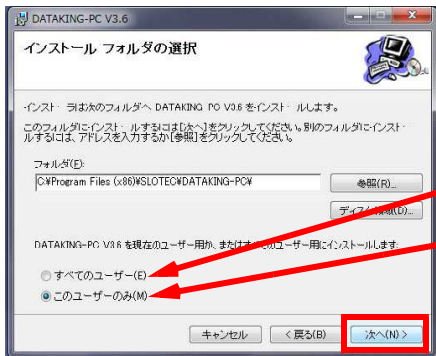 DATAKING-PC V3.6
インストール フォルダの選択
インストーラは次のフォルダへ DATAKING-PC V3.6 をインストールします。
このフォルダにインストールするには[次へ]をクリックしてください。別のフォルダにインストー
ルするには、アドレスを入力するか[参照]をクリックしてください。
フォルダ(F):
C:¥Program Files (x86)¥SLOTEC¥DATAKING-PC¥
参照(R)...
ディスク領域(D)...
DATAKING-PC V3.6 を現在のユーザー用か、またはすべてのユーザー用にインストールします:
すべてのユーザー(E)
このユーザーのみ(M)
キャンセル
< 戻る(B)
次へ(N) >